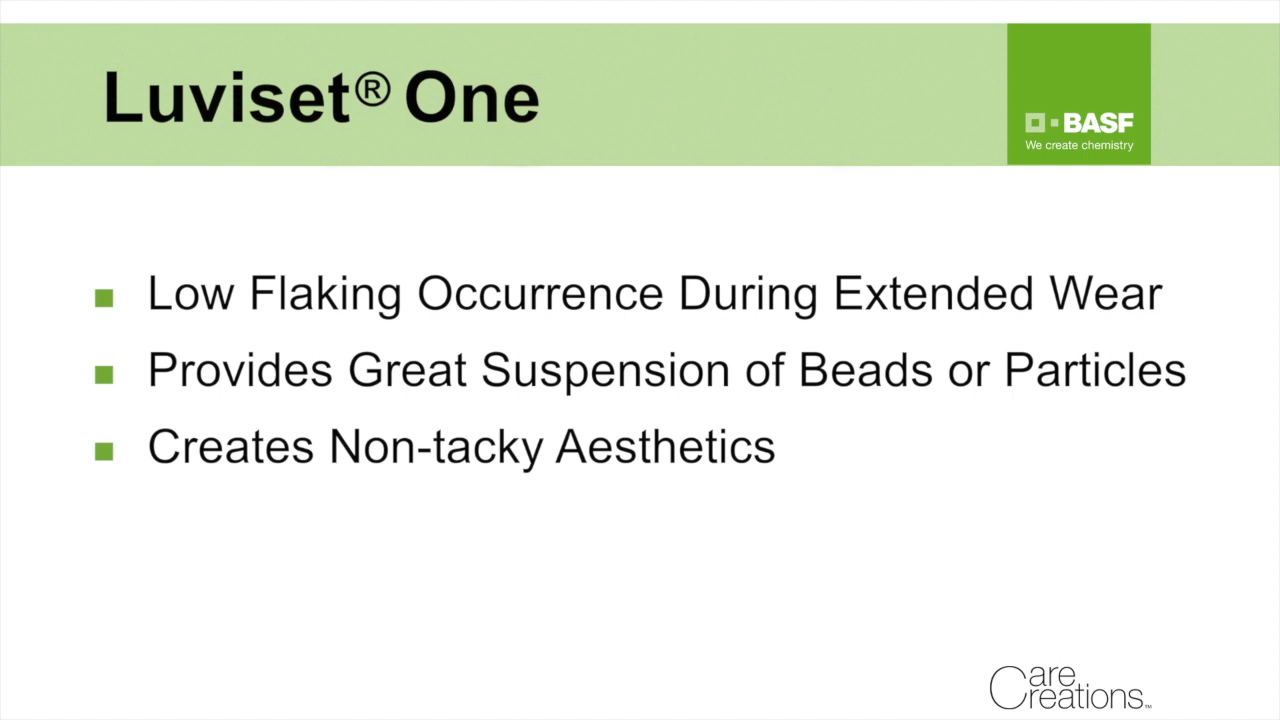 Luviset® One
BASF
We create chemistry
Low Flaking Occurrence During Extended Wear
Provides Great Suspension of Beads or Particles
Creates Non-tacky Aesthetics
Care
Creations™